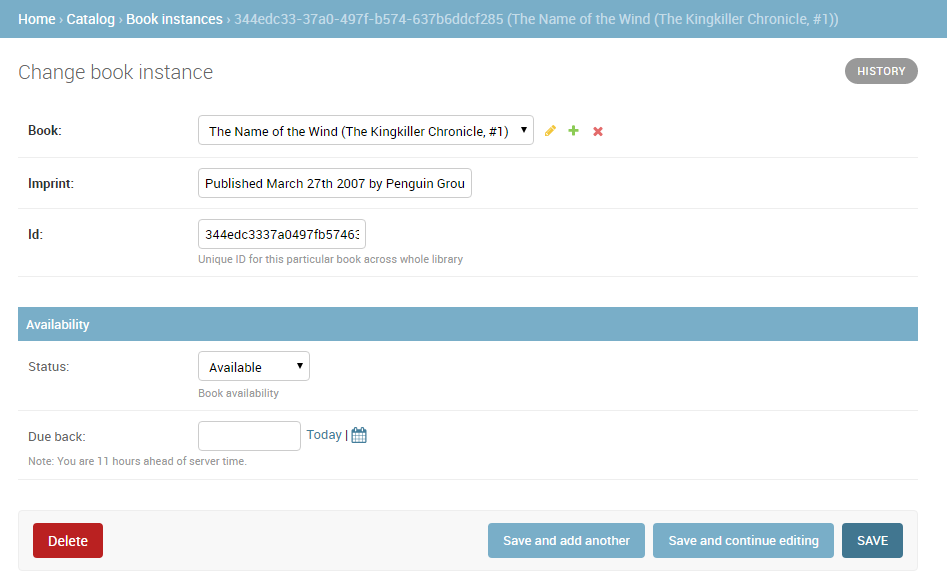 Home › Catalog › Book instances › 344edc33-37a0-497f-b574-637b6ddcf285 (The Name of the Wind (The Kingkiller Chronicle, #1))
Change book instance
HISTORY
Book:
The Name of the Wind (The Kingkiller Chronicle, #1)
Imprint:
Published March 27th 2007 by Penguin Grou
Id:
344edc3337a0497fb57463
Unique ID for this particular book across whole library
Availability
Status:
Available
Book availability
Due back:
Today |
Note: You are 11 hours ahead of server time.
Delete
Save and add another
Save and continue editing
SAVE